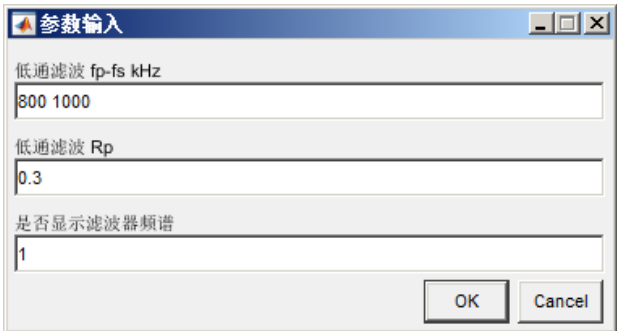 参数输入
低通滤波 fp-fs kHz
800 1000
低通滤波 Rp
0.3
是否显示滤波器频谱
1
OK Cancel